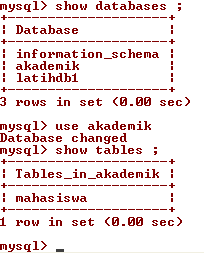 mysql> show databases ;
+--------------------+
| Database           |
+--------------------+
| information_schema |
| akademik           |
| latihdb1           |
+--------------------+
3 rows in set (0.00 sec)
mysql> use akademik
Database changed
mysql> show tables ;
+--------------------+
| Tables_in_akademik |
+--------------------+
| mahasiswa          |
+--------------------+
1 row in set (0.00 sec)
mysql> _